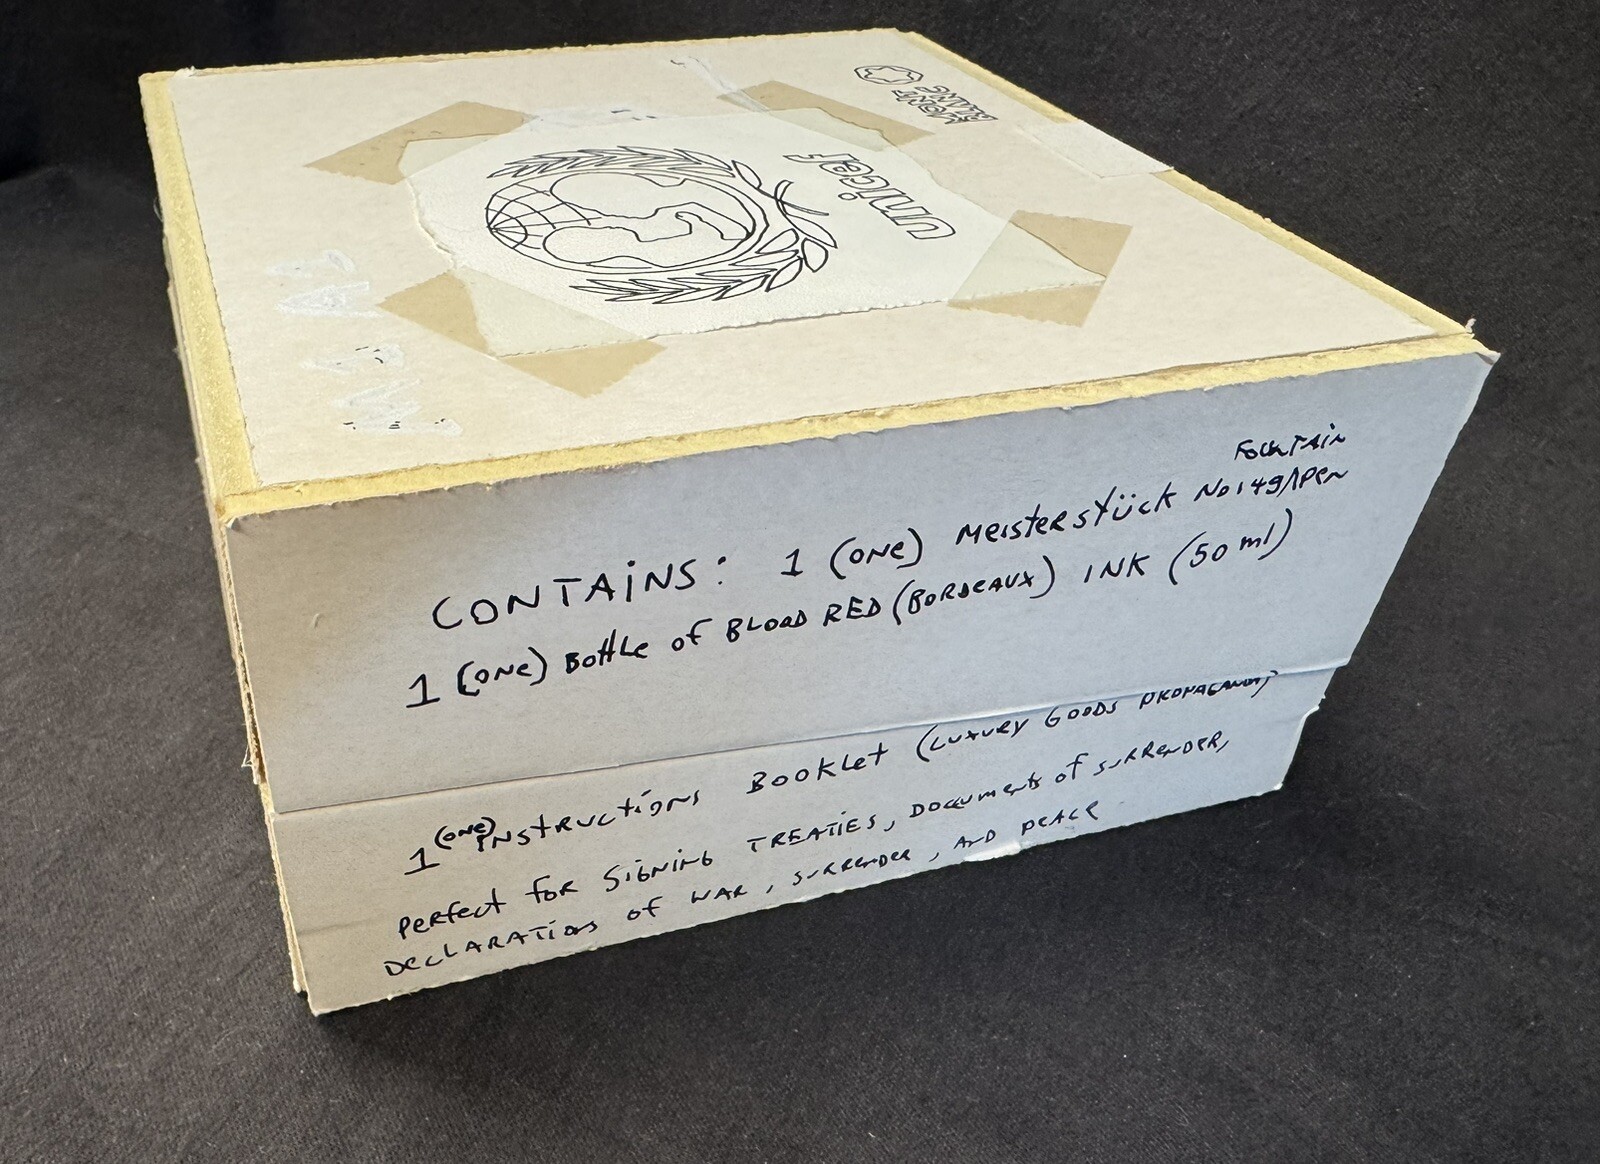 MONT
BLANC
unicef
CONTAiNS: 1 (ONE) MEISTERSTÜCK No149/\PEN
FOUNTAIN
1 (ONE) BOttLE of BLOOD RED (BORDEAUX) INK (50 ml)
1 (ONE) INSTRUCTiONS BOOKLET (LUXURY GOODS PROPAGANDA)
PERFECT FOR SIGNING TREATIES, DOCUMENTS of SURRENDER,
DECLARATIONS of WAR, SURRENDER, AND PEACE